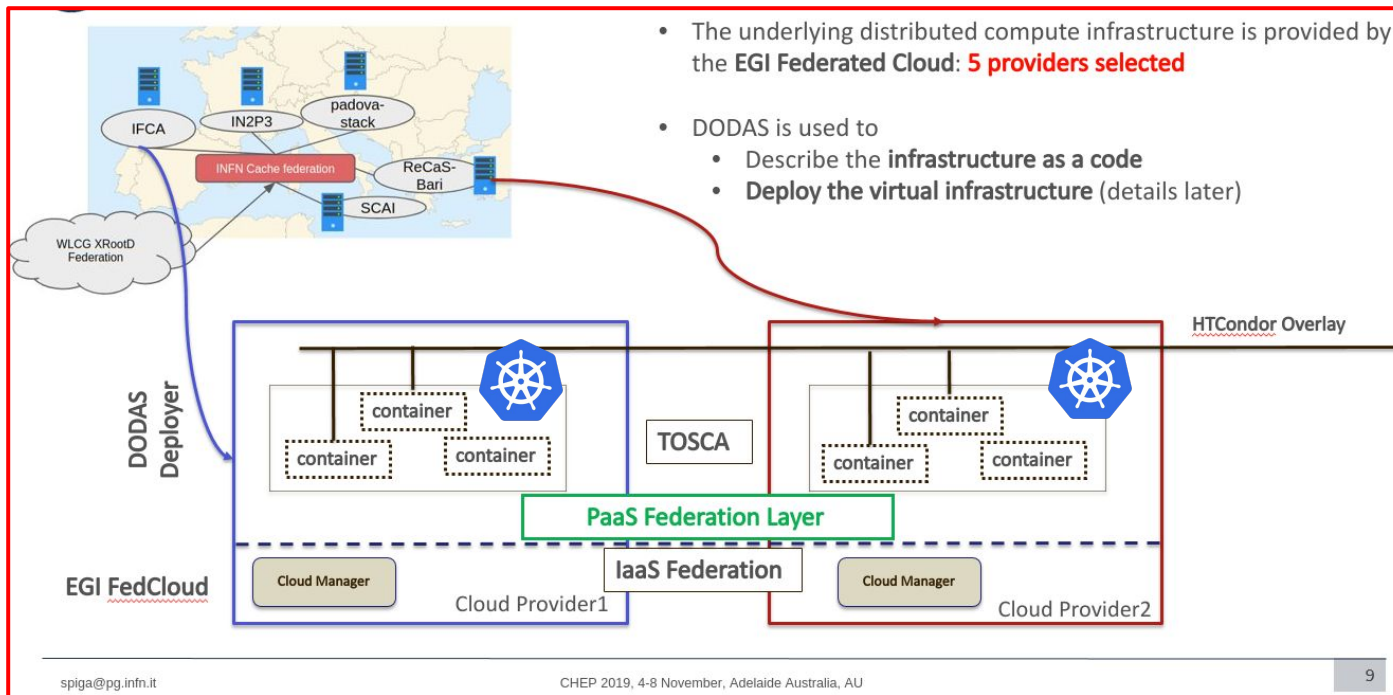 • The underlying distributed compute infrastructure is provided by
the EGI Federated Cloud: 5 providers selected
• DODAS is used to
• Describe the infrastructure as a code
• Deploy the virtual infrastructure (details later)
IFCA
IN2P3
padova-
stack
INFN Cache federation
ReCaS-
Bari
SCAI
WLCG XRootD
Federation
HTCondor Overlay
DODAS
Deployer
container
container
container
TOSCA
container
container
container
PaaS Federation Layer
EGI FedCloud
Cloud Manager
Cloud Provider1
IaaS Federation
Cloud Manager
Cloud Provider2
spiga@pg.infn.it
CHEP 2019, 4-8 November, Adelaide Australia, AU
9